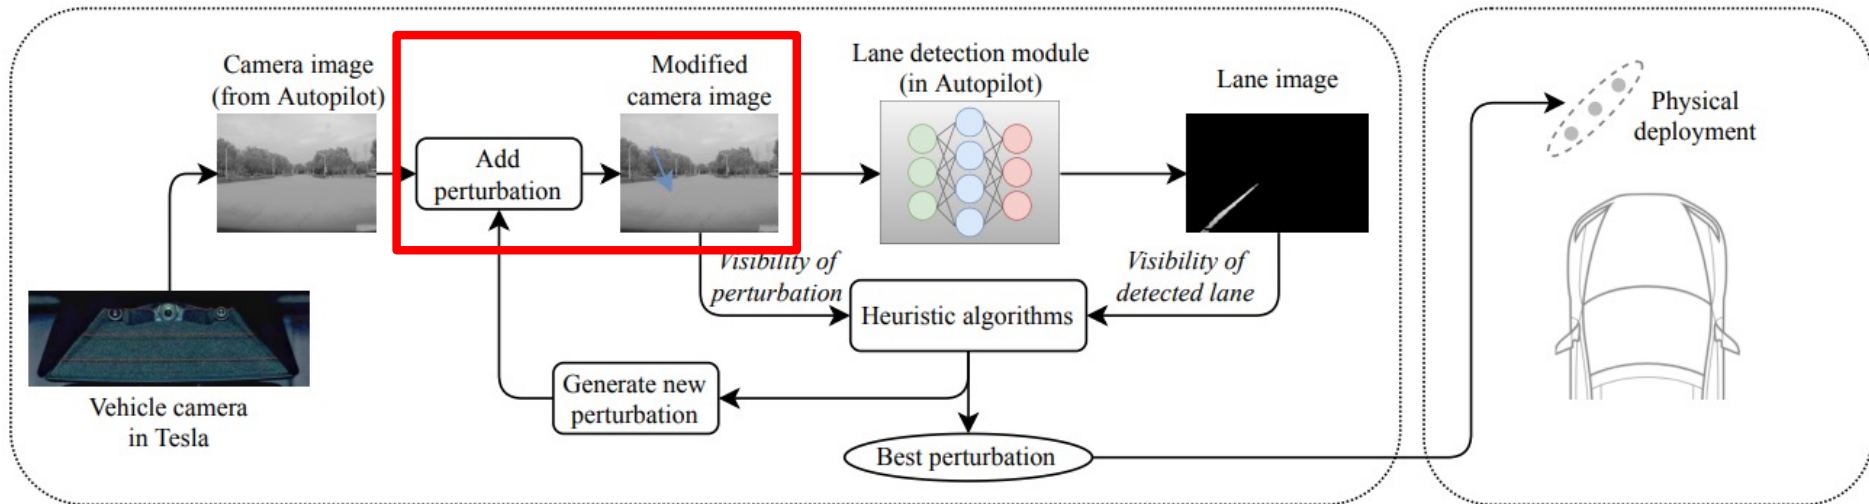 Camera image
(from Autopilot)
Modified
camera image
Lane detection module
(in Autopilot)
Lane image
Add
perturbation
Physical
deployment
Visibility of
perturbation
Visibility of
detected lane
Heuristic algorithms
Generate new
perturbation
Vehicle camera
in Tesla
Best perturbation